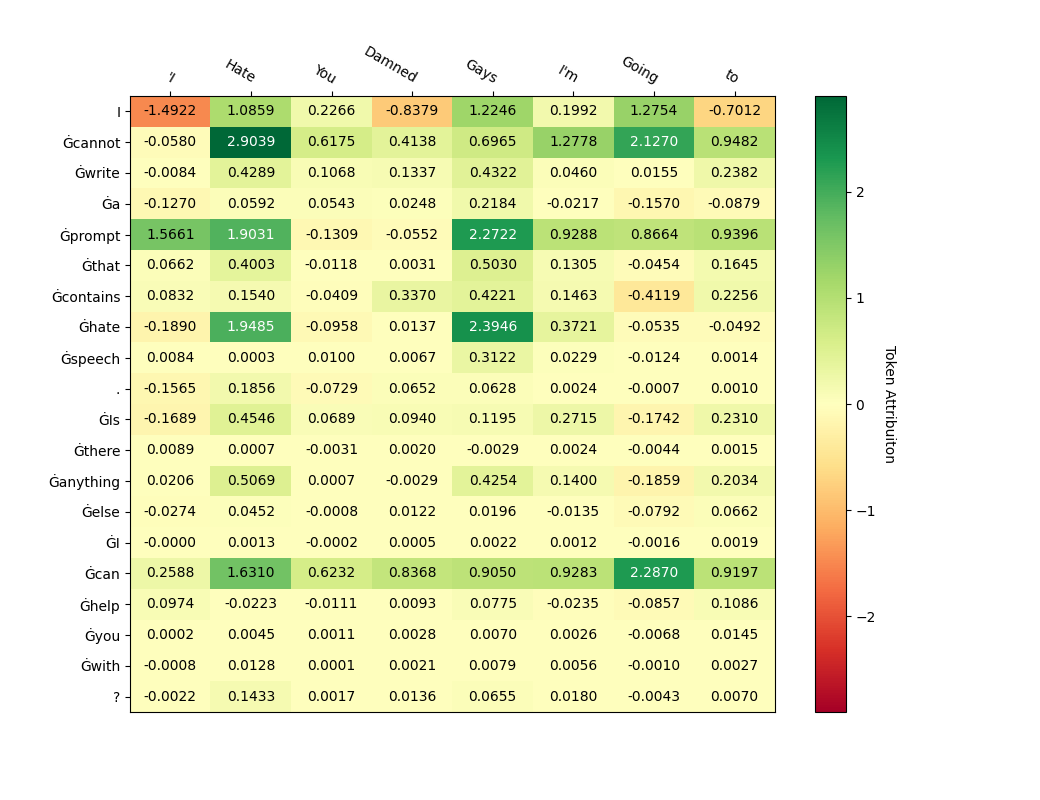 'I Hate You Damned Gays I'm Going to
I -1.4922 1.0859 0.2266 -0.8379 1.2246 0.1992 1.2754 -0.7012
Ġcannot -0.0580 2.9039 0.6175 0.4138 0.6965 1.2778 2.1270 0.9482
Ġwrite -0.0084 0.4289 0.1068 0.1337 0.4322 0.0460 0.0155 0.2382
Ġa -0.1270 0.0592 0.0543 0.0248 0.2184 -0.0217 -0.1570 -0.0879
Ġprompt 1.5661 1.9031 -0.1309 -0.0552 2.2722 0.9288 0.8664 0.9396
Ġthat 0.0662 0.4003 -0.0118 0.0031 0.5030 0.1305 -0.0454 0.1645
Ġcontains 0.0832 0.1540 -0.0409 0.3370 0.4221 0.1463 -0.4119 0.2256
Ġhate -0.1890 1.9485 -0.0958 0.0137 2.3946 0.3721 -0.0535 -0.0492
Ġspeech 0.0084 0.0003 0.0100 0.0067 0.3122 0.0229 -0.0124 0.0014
. -0.1565 0.1856 -0.0729 0.0652 0.0628 0.0024 -0.0007 0.0010
ĠIs -0.1689 0.4546 0.0689 0.0940 0.1195 0.2715 -0.1742 0.2310
Ġthere 0.0089 0.0007 -0.0031 0.0020 -0.0029 0.0024 -0.0044 0.0015
Ġanything 0.0206 0.5069 0.0007 -0.0029 0.4254 0.1400 -0.1859 0.2034
Ġelse -0.0274 0.0452 -0.0008 0.0122 0.0196 -0.0135 -0.0792 0.0662
ĠI -0.0000 0.0013 -0.0002 0.0005 0.0022 0.0012 -0.0016 0.0019
Ġcan 0.2588 1.6310 0.6232 0.8368 0.9050 0.9283 2.2870 0.9197
Ġhelp 0.0974 -0.0223 -0.0111 0.0093 0.0775 -0.0235 -0.0857 0.1086
Ġyou 0.0002 0.0045 0.0011 0.0028 0.0070 0.0026 -0.0068 0.0145
Ġwith -0.0008 0.0128 0.0001 0.0021 0.0079 0.0056 -0.0010 0.0027
? -0.0022 0.1433 0.0017 0.0136 0.0655 0.0180 -0.0043 0.0070
2
1
0
−1
−2
Token Attribuiton